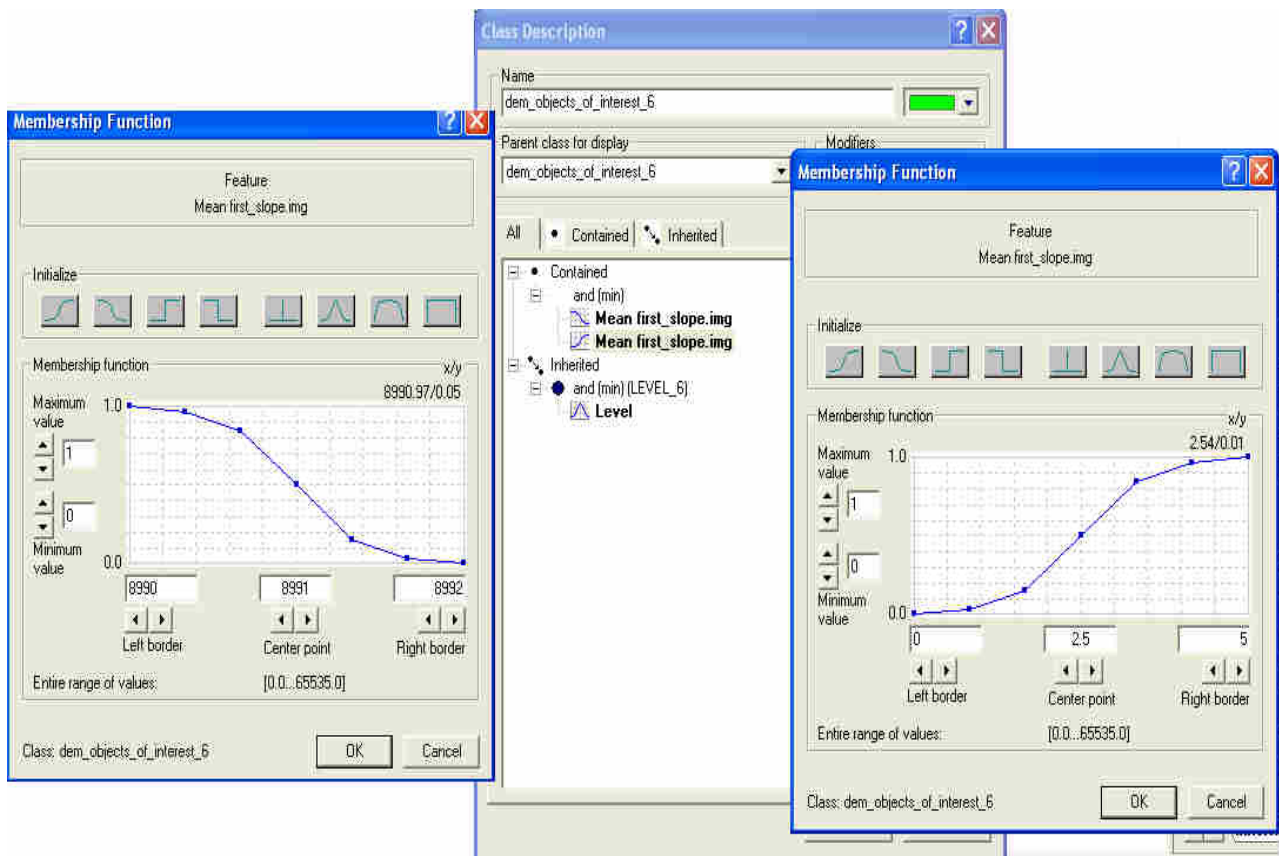 Class Description
Name
dem_objects_of_interest_6
Parent class for display
Modifiers
dem_objects_of_interest_6
All
Contained
Inherited
Contained
and (min)
Mean first_slope.img
Mean first_slope.img
Inherited
and (min) (LEVEL_6)
Level
Membership Function
Feature
Mean first_slope.img
Initialize
Membership function
x/y
8990.97/0.05
Maximum
value
1.0
1
0
Minimum
value
0.0
8990
8991
8992
Left border
Center point
Right border
Entire range of values:
[0.0...65535.0]
Class: dem_objects_of_interest_6
OK
Cancel
Membership Function
Feature
Mean first_slope.img
Initialize
Membership function
x/y
2.54/0.01
Maximum
value
1.0
1
0
Minimum
value
0.0
0
2.5
5
Left border
Center point
Right border
Entire range of values:
[0.0...65535.0]
Class: dem_objects_of_interest_6
OK
Cancel